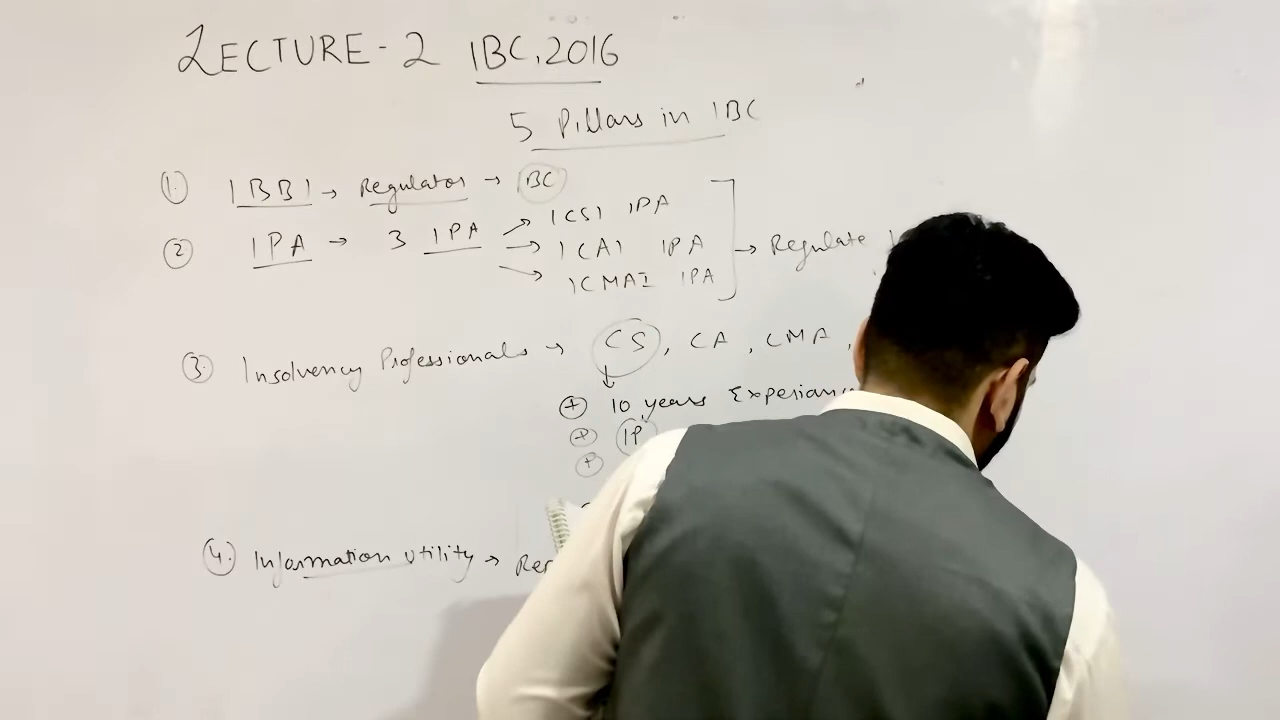 LECTURE-2 IBC,2016
5 Pillars in IBC
1. IBBI → Regulator → IBC
2 IPA → 3 IPA → ICSI IPA
→ ICAI IPA → Regulate
→ ICMAI IPA
3. Insolvency Professionals → CS, CA, CMA,
+ 10 years Experian
+ IP
+
4. Information utility →